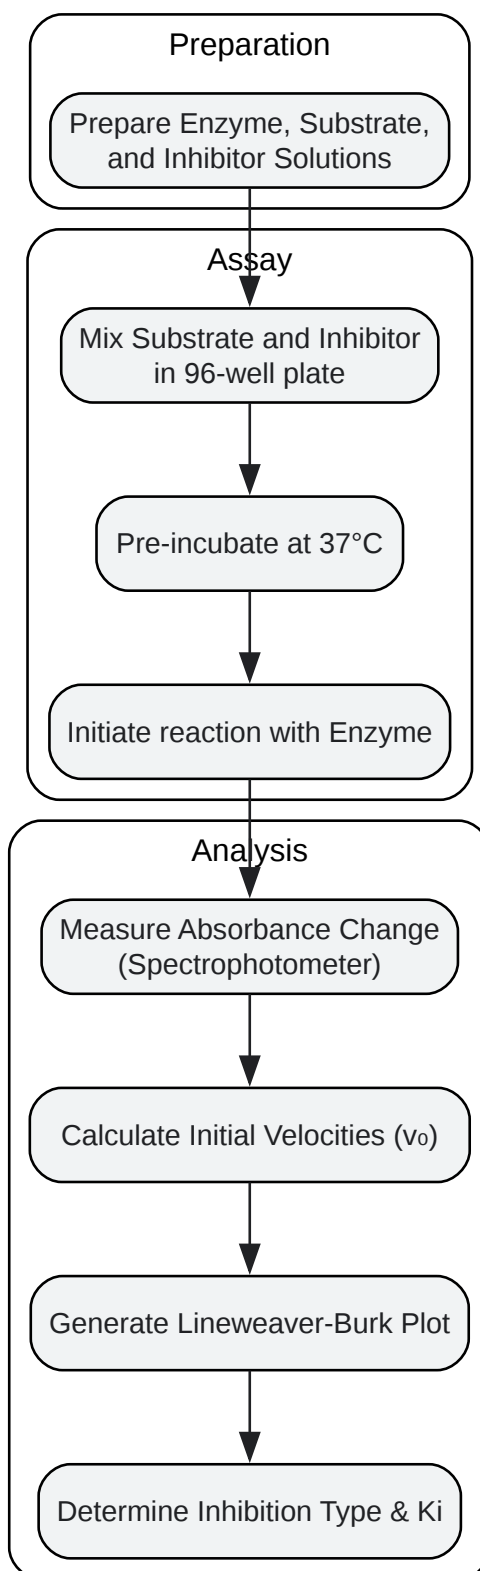 Preparation
Prepare Enzyme, Substrate,
and Inhibitor Solutions
Assay
Mix Substrate and Inhibitor
in 96-well plate
Pre-incubate at 37°C
Initiate reaction with Enzyme
Analysis
Measure Absorbance Change
(Spectrophotometer)
Calculate Initial Velocities (v₀)
Generate Lineweaver-Burk Plot
Determine Inhibition Type & Ki